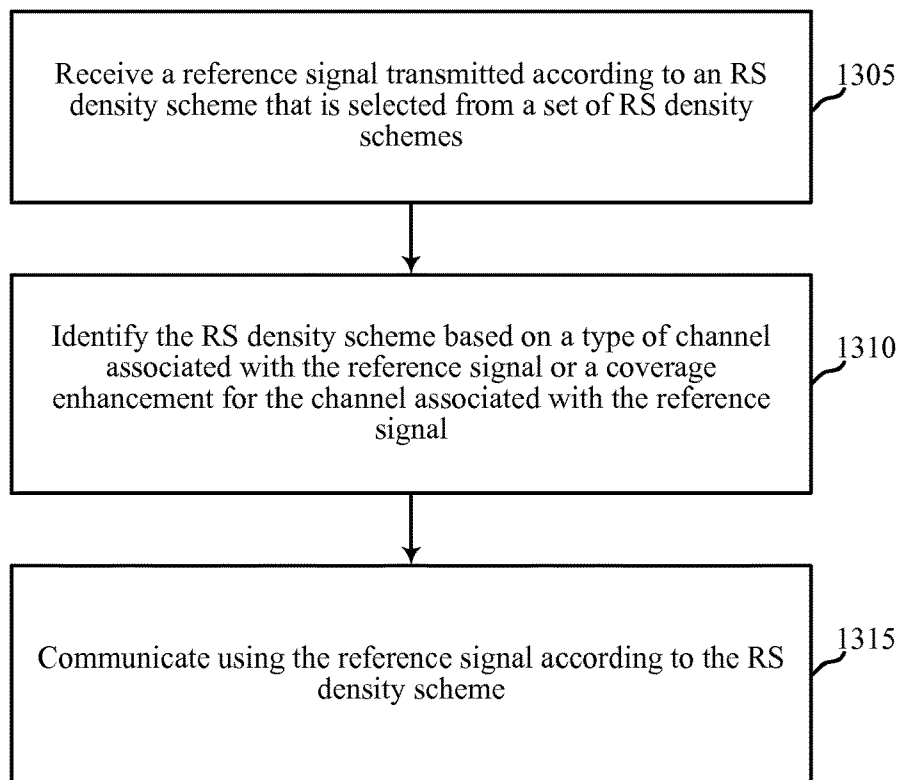 Receive a reference signal transmitted according to an RS
density scheme that is selected from a set of RS density
schemes
1305
Identify the RS density scheme based on a type of channel
associated with the reference signal or a coverage
enhancement for the channel associated with the reference
signal
1310
Communicate using the reference signal according to the RS
density scheme
1315